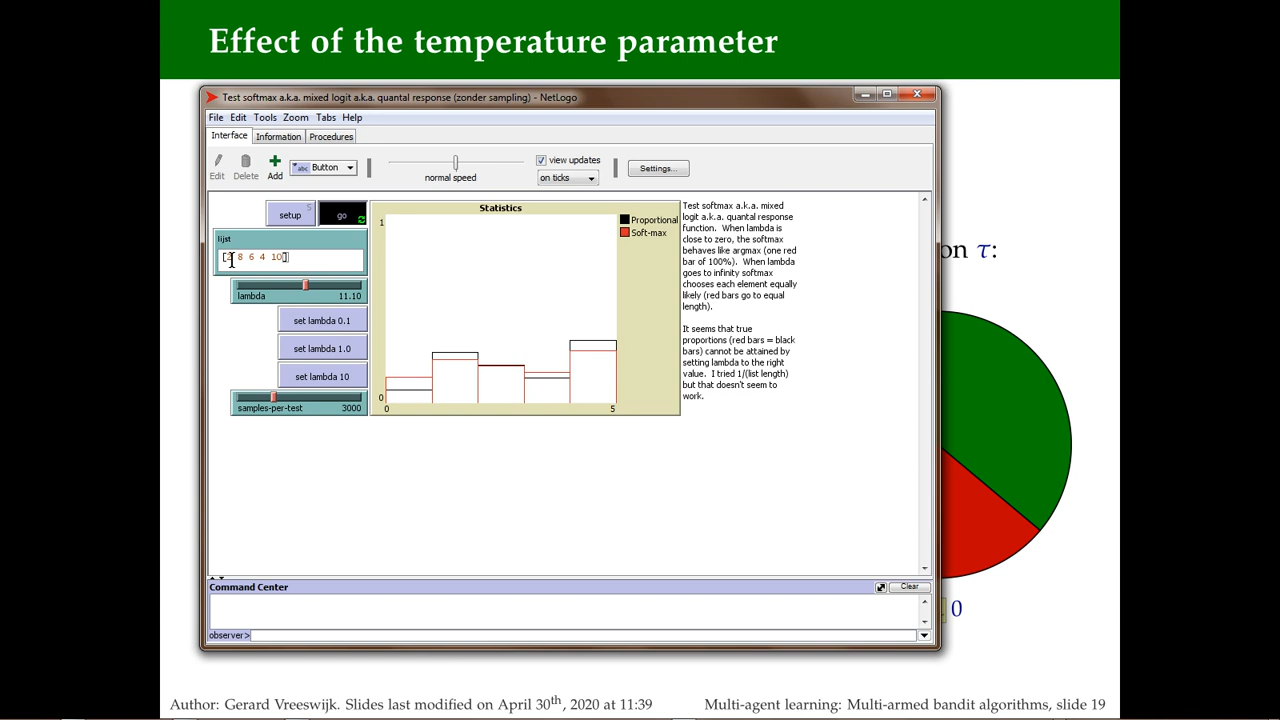 Effect of the temperature parameter
Test softmax a.k.a. mixed logit a.k.a. quantal response (zonder sampling) - NetLogo
File Edit Tools Zoom Tabs Help
Interface Information Procedures
Edit Delete Add abc Button
normal speed
view updates
on ticks
Settings...
setup
go
lijst
8 6 4 10]
lambda 11.10
set lambda 0.1
set lambda 1.0
set lambda 10
samples-per-test 3000
Statistics
1
0
0 5
Proportional
Soft-max
Test softmax a.k.a. mixed
logit a.k.a. quantal response
function. When lambda is
close to zero, the softmax
behaves like argmax (one red
bar of 100%). When lambda
goes to infinity softmax
chooses each element equally
likely (red bars go to equal
length).
It seems that true
proportions (red bars = black
bars) cannot be attained by
setting lambda to the right
value. I tried 1/(list length)
but that doesn't seem to
work.
on τ:
0
Command Center
Clear
observer>
Author: Gerard Vreeswijk. Slides last modified on April 30th, 2020 at 11:39
Multi-agent learning: Multi-armed bandit algorithms, slide 19